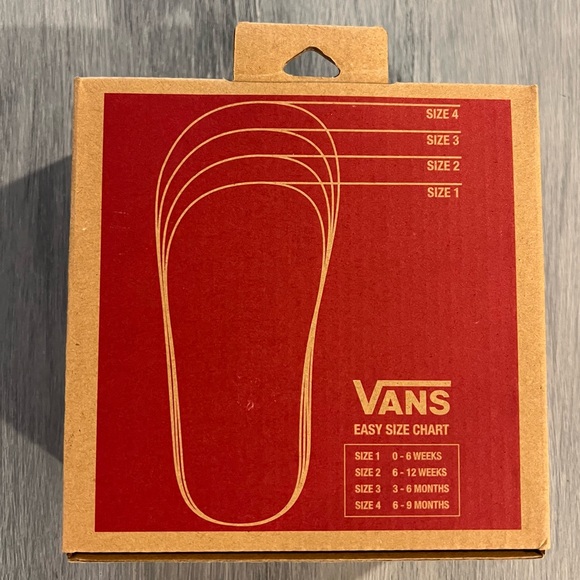 SIZE 4
SIZE 3
SIZE 2
SIZE 1
VANS
EASY SIZE CHART
SIZE 1 0 - 6 WEEKS
SIZE 2 6 - 12 WEEKS
SIZE 3 3 - 6 MONTHS
SIZE 4 6 - 9 MONTHS